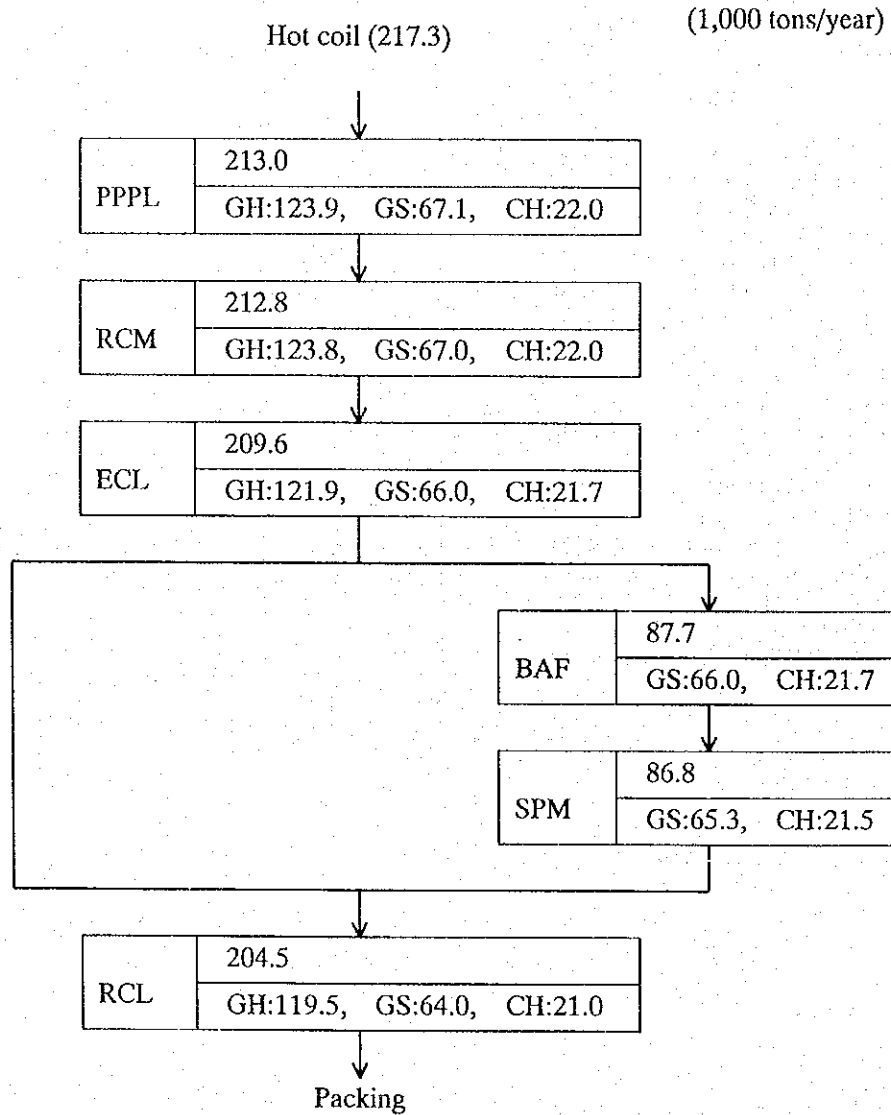 (1,000 tons/year)
Hot coil (217.3)
PPPL
213.0
GH:123.9, GS:67.1, CH:22.0
RCM
212.8
GH:123.8, GS:67.0, CH:22.0
ECL
209.6
GH:121.9, GS:66.0, CH:21.7
BAF
87.7
GS:66.0, CH:21.7
SPM
86.8
GS:65.3, CH:21.5
RCL
204.5
GH:119.5, GS:64.0, CH:21.0
Packing